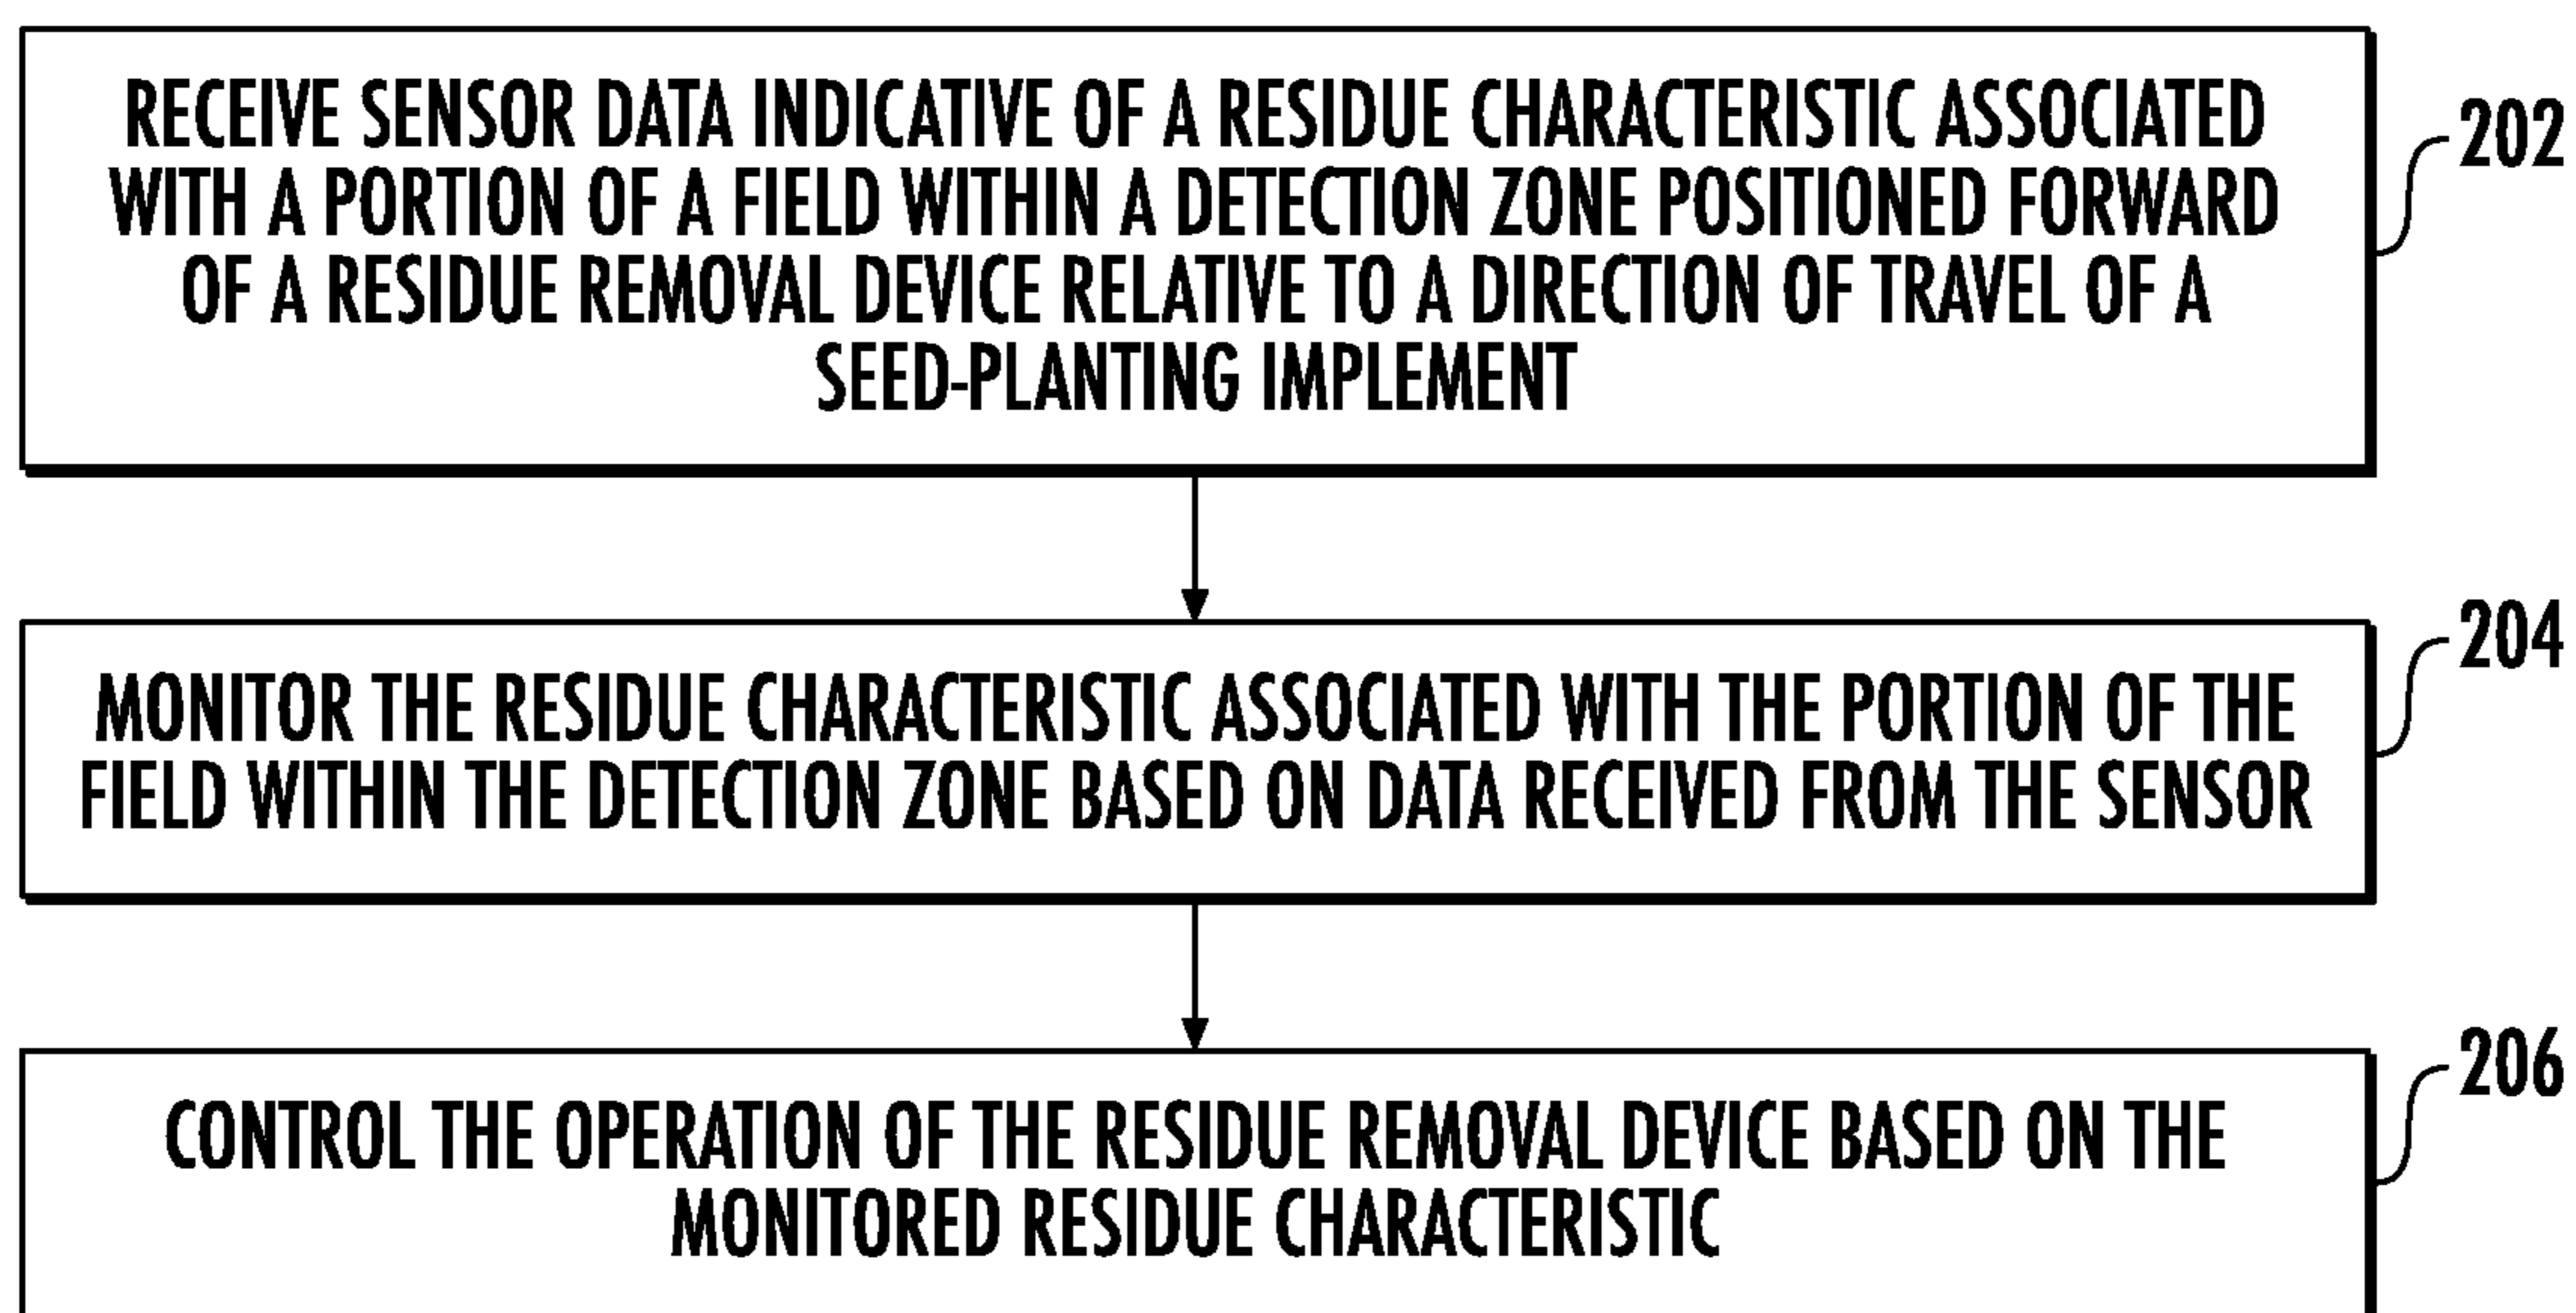 RECEIVE SENSOR DATA INDICATIVE OF A RESIDUE CHARACTERISTIC ASSOCIATED
WITH A PORTION OF A FIELD WITHIN A DETECTION ZONE POSITIONED FORWARD
OF A RESIDUE REMOVAL DEVICE RELATIVE TO A DIRECTION OF TRAVEL OF A
SEED-PLANTING IMPLEMENT
202
MONITOR THE RESIDUE CHARACTERISTIC ASSOCIATED WITH THE PORTION OF THE
FIELD WITHIN THE DETECTION ZONE BASED ON DATA RECEIVED FROM THE SENSOR
204
CONTROL THE OPERATION OF THE RESIDUE REMOVAL DEVICE BASED ON THE
MONITORED RESIDUE CHARACTERISTIC
206